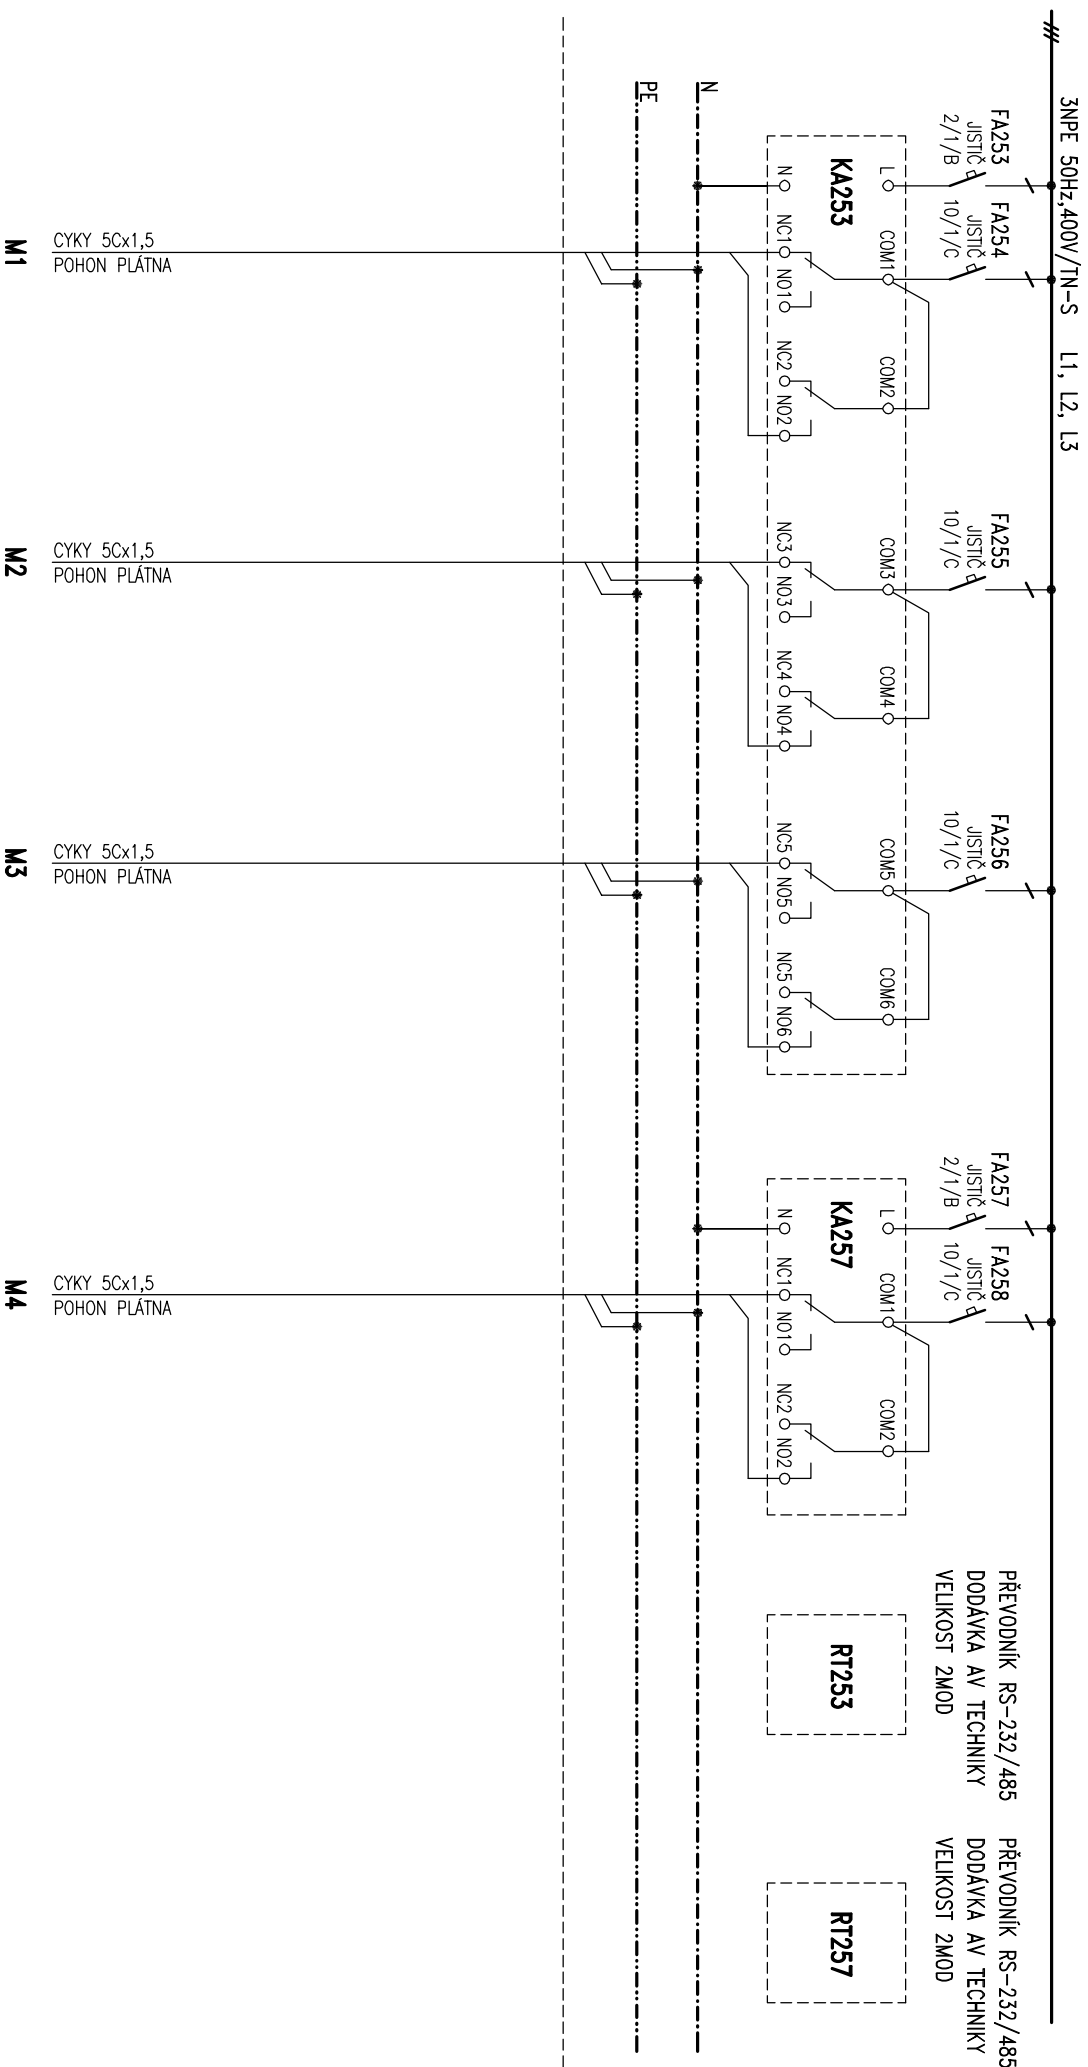 3NPE 50Hz,400V/TN-S L1, L2, L3
FA253
JISTIČ
2/1/B
FA254
JISTIČ
10/1/C
FA255
JISTIČ
10/1/C
FA256
JISTIČ
10/1/C
FA257
JISTIČ
2/1/B
FA258
JISTIČ
10/1/C
PŘEVODNÍK RS-232/485
DODÁVKA AV TECHNIKY
VELIKOST 2MOD
PŘEVODNÍK RS-232/485
DODÁVKA AV TECHNIKY
VELIKOST 2MOD
L COM1 COM2 COM3 COM4 COM5 COM6
KA253
N NC1 NO1 NC2 NO2 NC3 NO3 NC4 NO4 NC5 NO5 NC5 NO6
L COM1 COM2
KA257
N NC1 NO1 NC2 NO2
RT253
RT257
N
PE
CYKY 5Cx1,5
POHON PLÁTNA
CYKY 5Cx1,5
POHON PLÁTNA
CYKY 5Cx1,5
POHON PLÁTNA
CYKY 5Cx1,5
POHON PLÁTNA
M1
M2
M3
M4